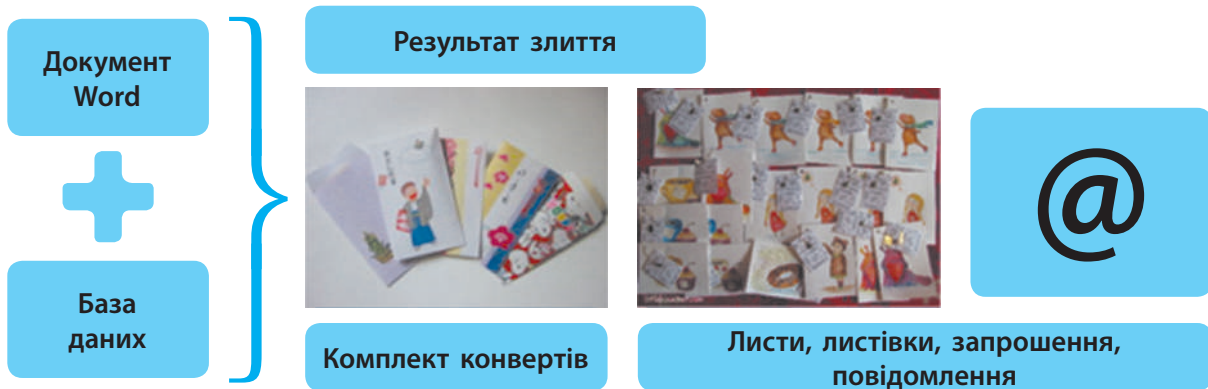 Документ
Word
База
даних
Результат злиття
@
Комплект конвертів
Листи, листівки, запрошення,
повідомлення